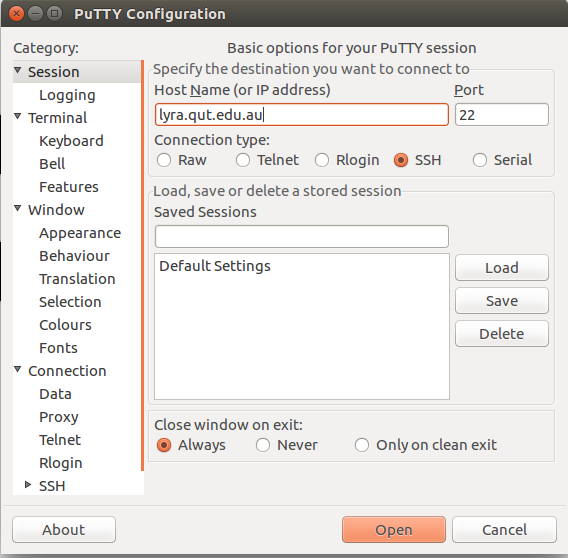 PuTTY Configuration
Category:
Session
Logging
Terminal
Keyboard
Bell
Features
Window
Appearance
Behaviour
Translation
Selection
Colours
Fonts
Connection
Data
Proxy
Telnet
Rlogin
SSH
Basic options for your PuTTY session
Specify the destination you want to connect to
Host Name (or IP address) Port
lyra.qut.edu.au 22
Connection type:
Raw Telnet Rlogin SSH Serial
Load, save or delete a stored session
Saved Sessions
Default Settings
Load
Save
Delete
Close window on exit:
Always Never Only on clean exit
About Open Cancel